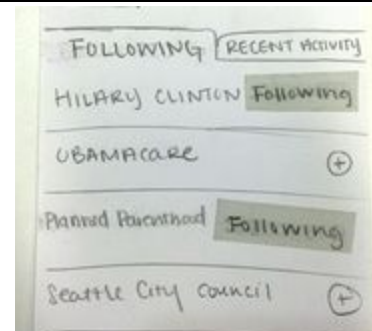 FOLLOWING RECENT ACTIVITY
HILARY CLINTON Following
OBAMACARE +
Planned Parenthood Following
Seattle City Council +